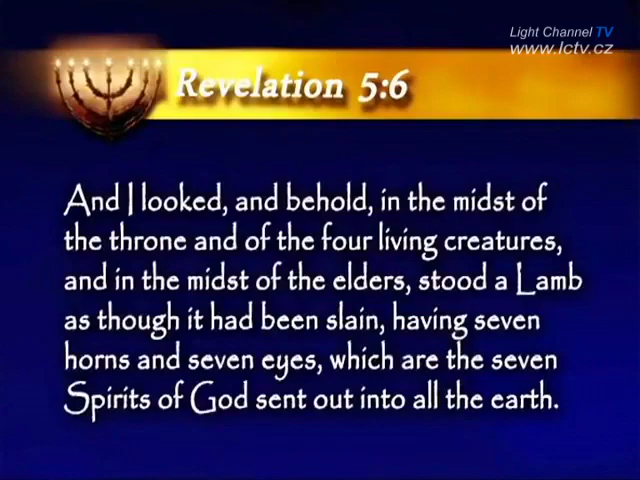 Light Channel TV
www.lctv.cz
Revelation 5:6
And I looked, and behold, in the midst of
the throne and of the four living creatures,
and in the midst of the elders, stood a Lamb
as though it had been slain, having seven
horns and seven eyes, which are the seven
Spirits of God sent out into all the earth.